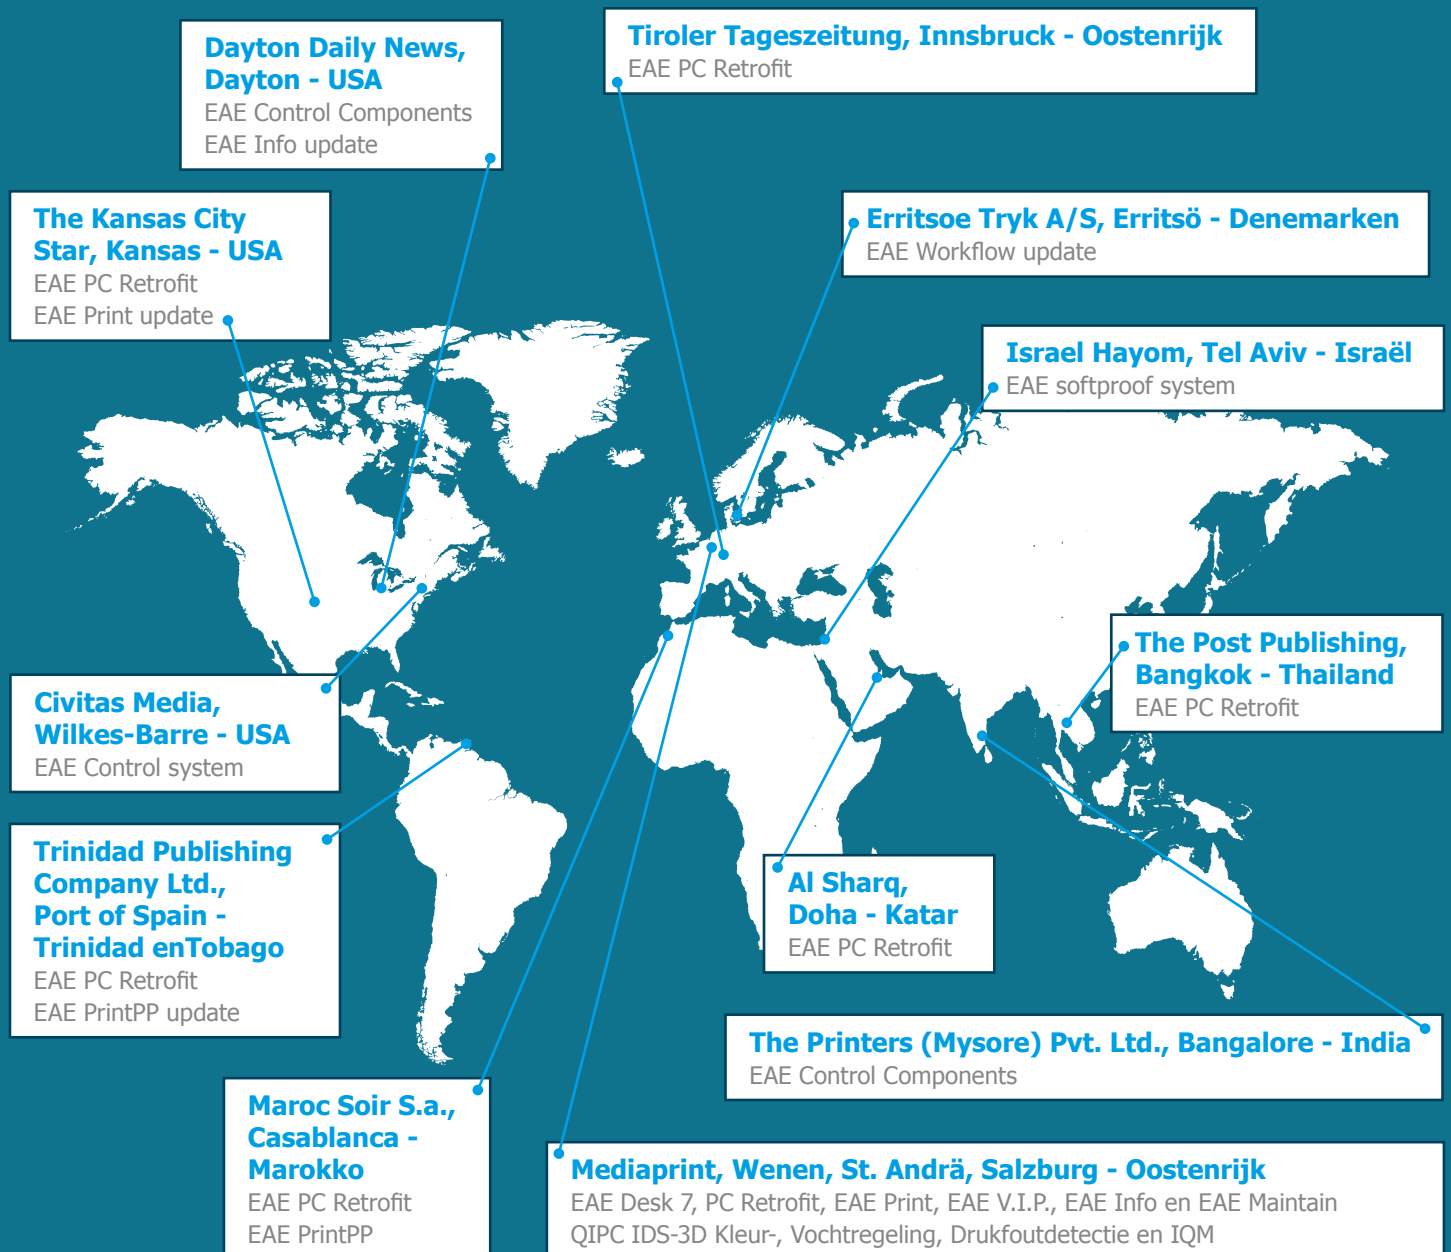 Dayton Daily News,
Dayton - USA
EAE Control Components
EAE Info update
Tiroler Tageszeitung, Innsbruck - Oostenrijk
EAE PC Retrofit
The Kansas City
Star, Kansas - USA
EAE PC Retrofit
EAE Print update
Erritsoe Tryk A/S, Erritsö - Denemarken
EAE Workflow update
Israel Hayom, Tel Aviv - Israël
EAE softproof system
The Post Publishing,
Bangkok - Thailand
EAE PC Retrofit
Civitas Media,
Wilkes-Barre - USA
EAE Control system
Trinidad Publishing
Company Ltd.,
Port of Spain -
Trinidad enTobago
EAE PC Retrofit
EAE PrintPP update
Al Sharq,
Doha - Katar
EAE PC Retrofit
The Printers (Mysore) Pvt. Ltd., Bangalore - India
EAE Control Components
Maroc Soir S.a.,
Casablanca -
Marokko
EAE PC Retrofit
EAE PrintPP
Mediaprint, Wenen, St. Andrä, Salzburg - Oostenrijk
EAE Desk 7, PC Retrofit, EAE Print, EAE V.I.P., EAE Info en EAE Maintain
QIPC IDS-3D Kleur-, Vochtregeling, Drukfoutdetectie en IQM